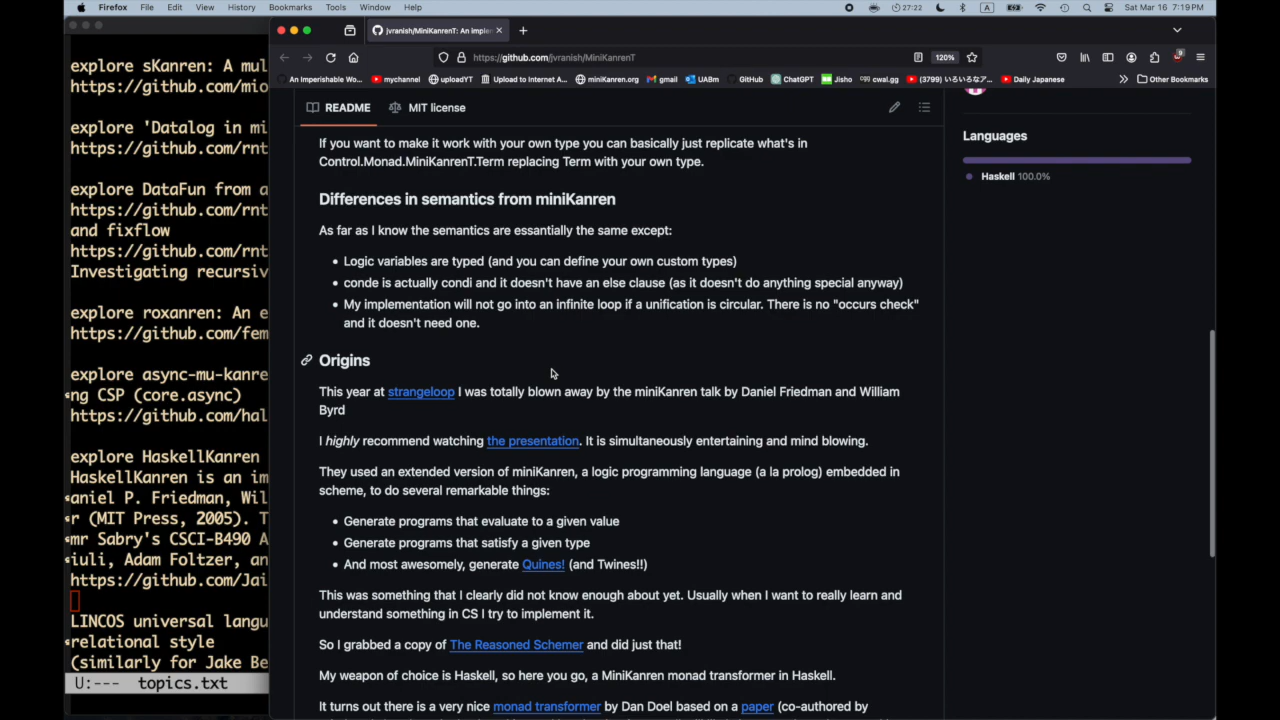 Firefox File Edit View History Bookmarks Tools Window Help 27:22 A Sat Mar 16 7:19 PM
jvranish/MiniKanrenT: An imple
https://github.com/jvranish/MiniKanrenT 120% 9
An Imperishable Wo... mychannel uploadYT Upload to Internet A... miniKanren.org gmail UABm GitHub ChatGPT Jisho cwal.gg (3799) いろいろなア... Daily Japanese Other Bookmarks
explore sKanren: A mul
https://github.com/mio
explore 'Datalog in mi
https://github.com/rnt
explore DataFun from a
https://github.com/rnt
and fixflow
https://github.com/rnt
Investigating recursiv
explore roxanren: An e
https://github.com/fem
explore async-mu-kanre
ng CSP (core.async)
https://github.com/hal
explore HaskellKanren
HaskellKanren is an im
aniel P. Friedman, Wil
r (MIT Press, 2005). T
mr Sabry's CSCI-B490 A
iuli, Adam Foltzer, an
https://github.com/Jai
LINCOS universal langu
relational style
(similarly for Jake Be
U:--- topics.txt
README MIT license
If you want to make it work with your own type you can basically just replicate what's in
Control.Monad.MiniKanrenT.Term replacing Term with your own type.
Differences in semantics from miniKanren
As far as I know the semantics are essantially the same except:
• Logic variables are typed (and you can define your own custom types)
• conde is actually condi and it doesn't have an else clause (as it doesn't do anything special anyway)
• My implementation will not go into an infinite loop if a unification is circular. There is no "occurs check"
and it doesn't need one.
Origins
This year at strangeloop I was totally blown away by the miniKanren talk by Daniel Friedman and William
Byrd
I highly recommend watching the presentation. It is simultaneously entertaining and mind blowing.
They used an extended version of miniKanren, a logic programming language (a la prolog) embedded in
scheme, to do several remarkable things:
• Generate programs that evaluate to a given value
• Generate programs that satisfy a given type
• And most awesomely, generate Quines! (and Twines!!)
This was something that I clearly did not know enough about yet. Usually when I want to really learn and
understand something in CS I try to implement it.
So I grabbed a copy of The Reasoned Schemer and did just that!
My weapon of choice is Haskell, so here you go, a MiniKanren monad transformer in Haskell.
It turns out there is a very nice monad transformer by Dan Doel based on a paper (co-authored by
Languages
Haskell 100.0%